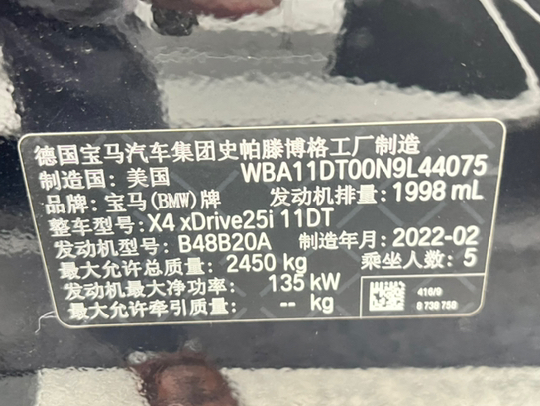 德国宝马汽车集团史帕滕博格工厂制造
制造国: 美国 WBA11DT00N9L44075
品牌: 宝马(BMW)牌 发动机排量: 1998 mL
整车型号: X4 xDrive25i 11DT
发动机型号: B48B20A 制造年月: 2022-02
最大允许总质量: 2450 kg 乘坐人数: 5
发动机最大净功率: 135 kW
最大允许牵引质量: -- kg
416/9
8 738 758